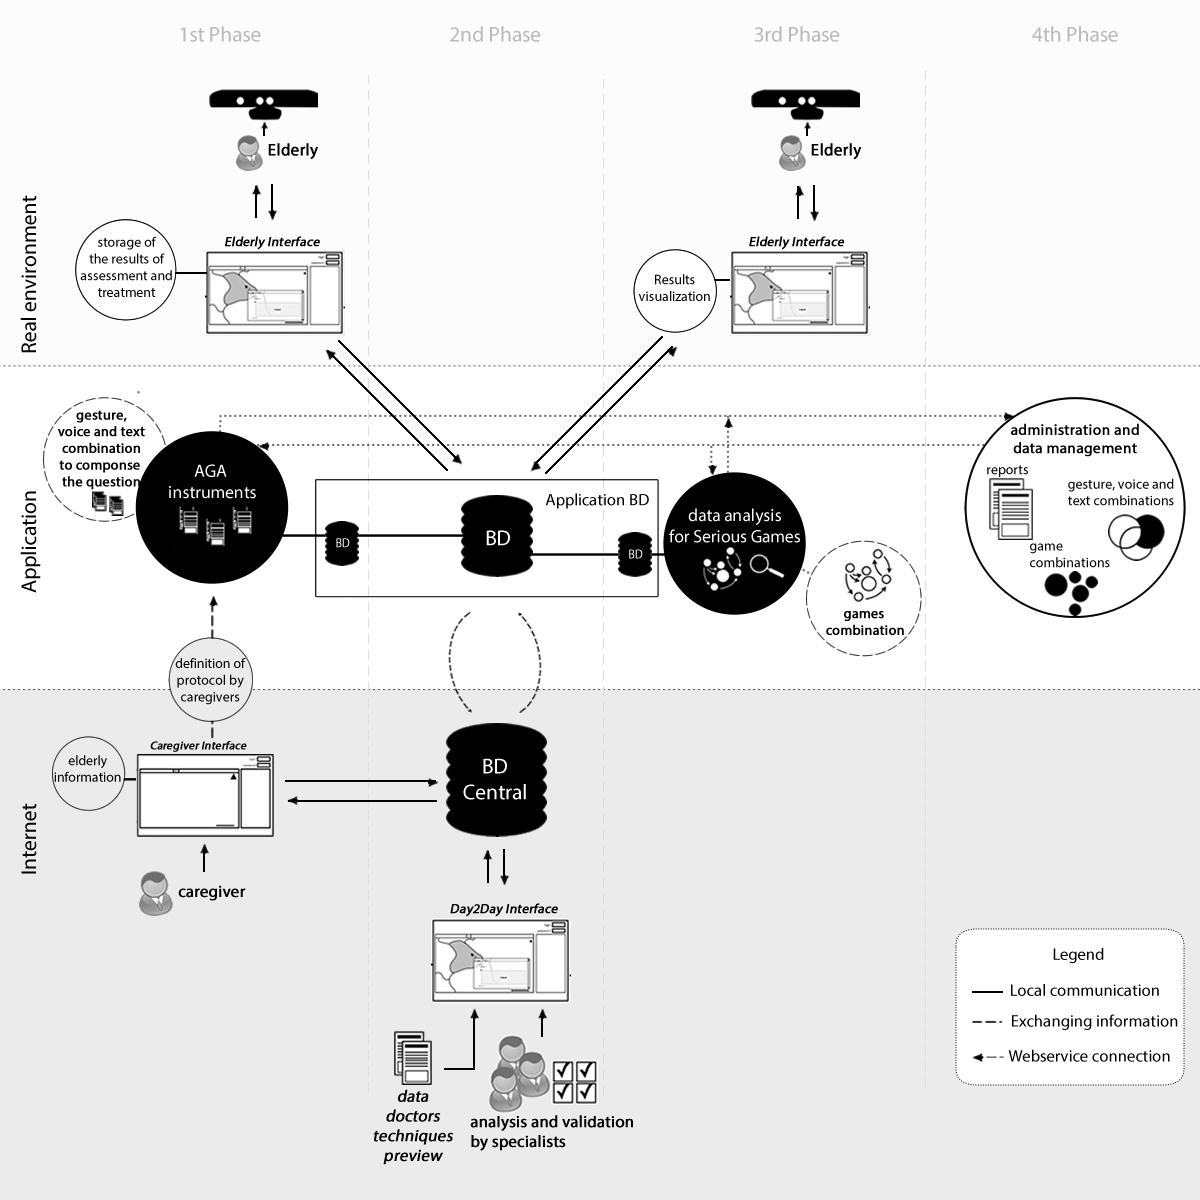 1st Phase
2nd Phase
3rd Phase
4th Phase
Real environment
Elderly
Elderly
Elderly Interface
storage of
the results of
assessment and
treatment
Elderly Interface
Results
visualization
Application
gesture,
voice and text
combination
to componse
the question
AGA
instruments
BD
BD
Application BD
BD
data analysis
for Serious Games
games
combination
administration and
data management
reports
gesture, voice and
text combinations
game
combinations
definition of
protocol by
caregivers
Internet
Caregiver Interface
elderly
information
caregiver
BD
Central
Day2Day Interface
data
doctors
techniques
preview
analysis and validation
by specialists
Legend
Local communication
Exchanging information
Webservice connection